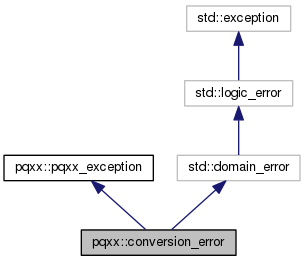 std::exception
std::logic_error
pqxx::pqxx_exception
std::domain_error
pqxx::conversion_error